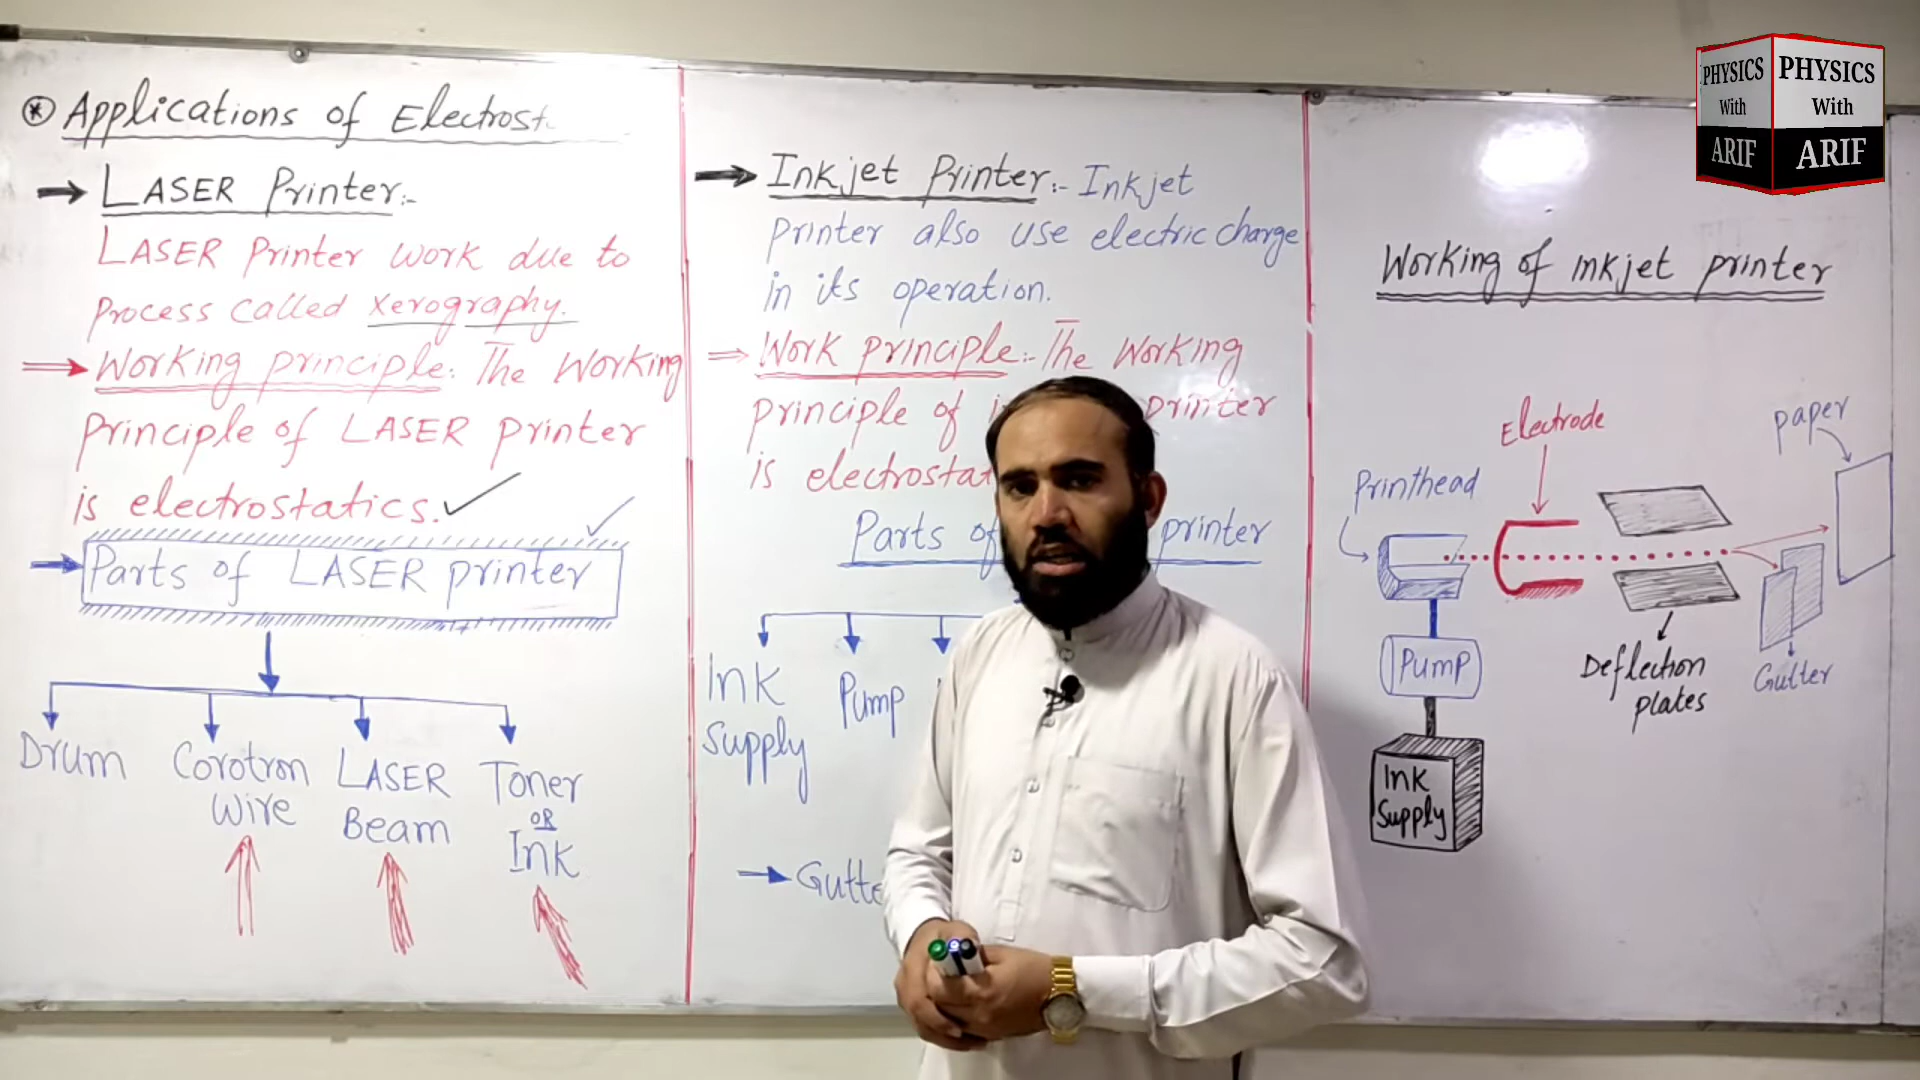 Applications of Electrost
LASER Printer:-
LASER Printer work due to
process called xerography.
Working principle: The working
principle of LASER printer
is electrostatics.
Parts of LASER printer
Drum
Corotron
Wire
LASER
Beam
Toner
OR
Ink
Inkjet Printer:- Inkjet
printer also use electric charge
in its operation.
Work principle:- The working
principle of printer
is electrostat
Parts of printer
Ink
Supply
Pump
Gutte
Working of inkjet printer
Electrode
paper
Printhead
Pump
Deflection
plates
Gutter
Ink
Supply
PHYSICS
With
ARIF
PHYSICS
With
ARIF